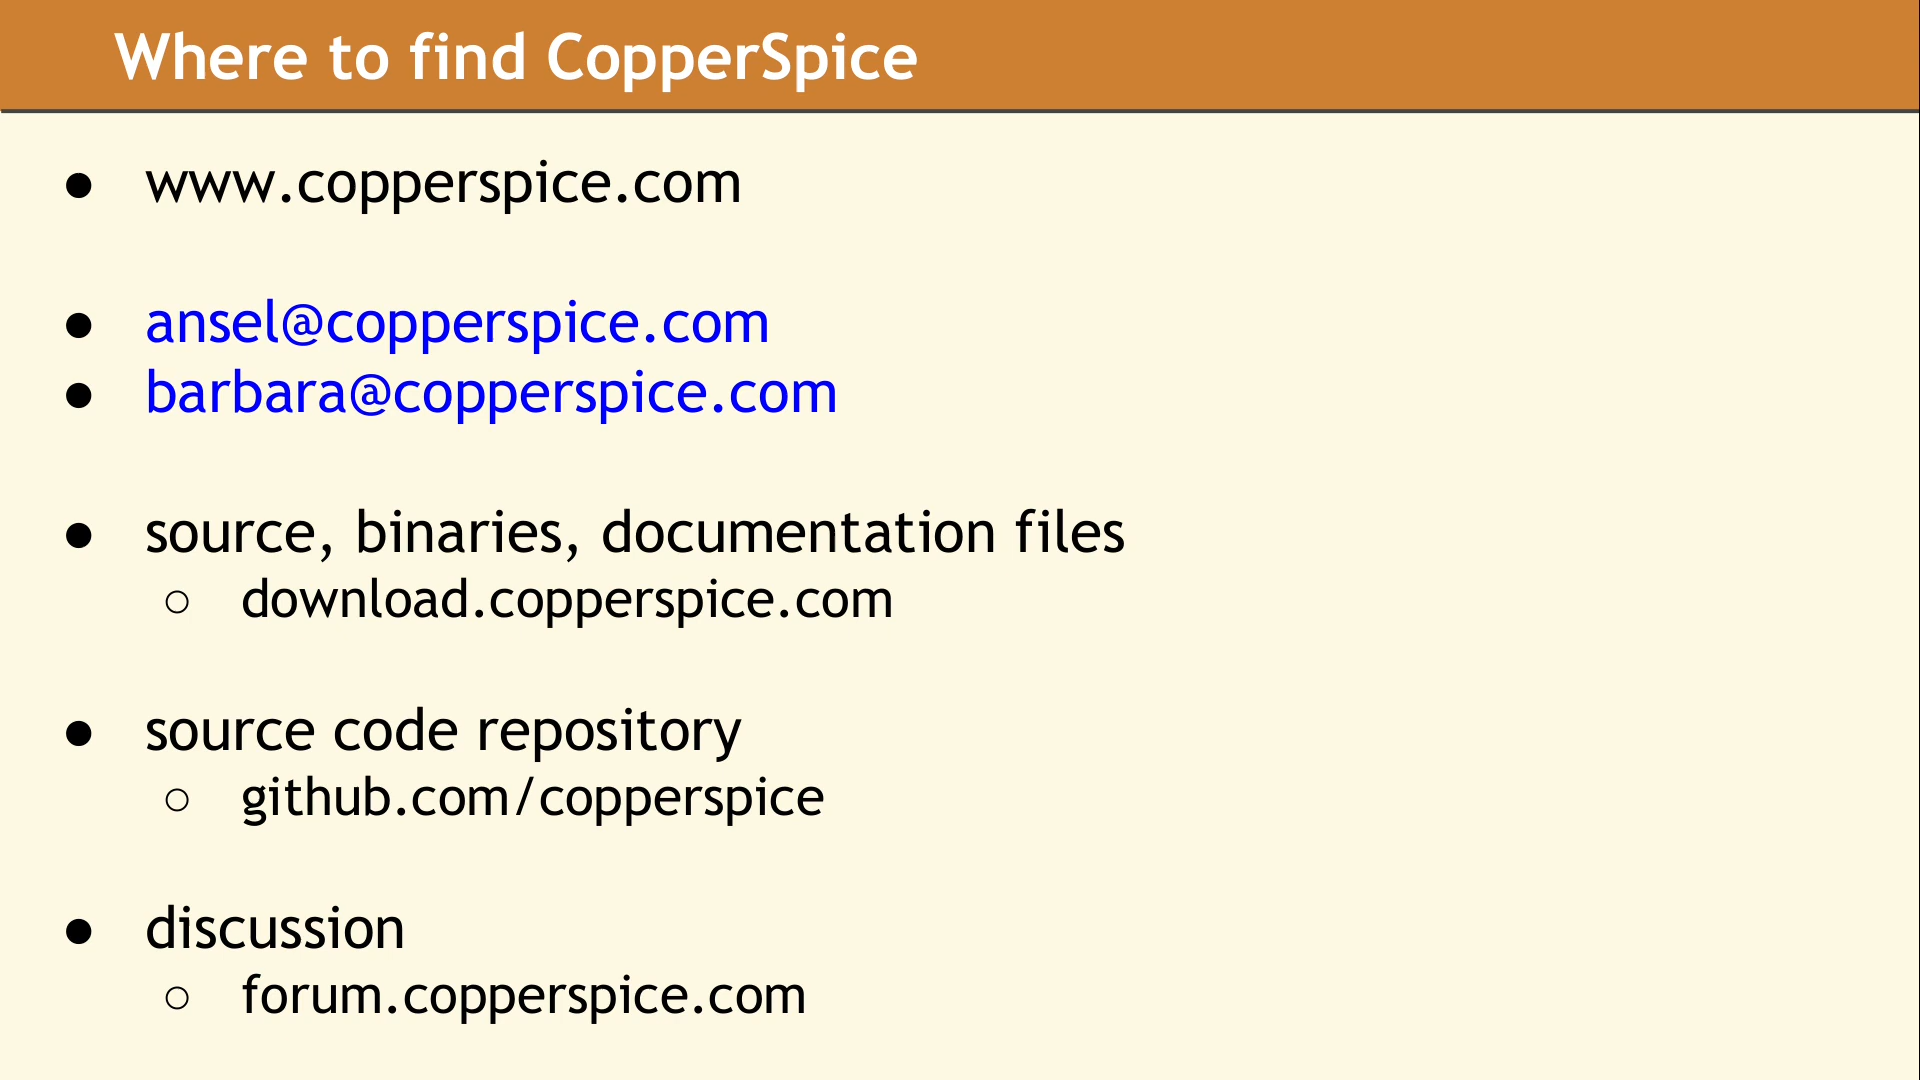 Where to find CopperSpice
● www.copperspice.com
● ansel@copperspice.com
● barbara@copperspice.com
● source, binaries, documentation files
○ download.copperspice.com
● source code repository
○ github.com/copperspice
● discussion
○ forum.copperspice.com